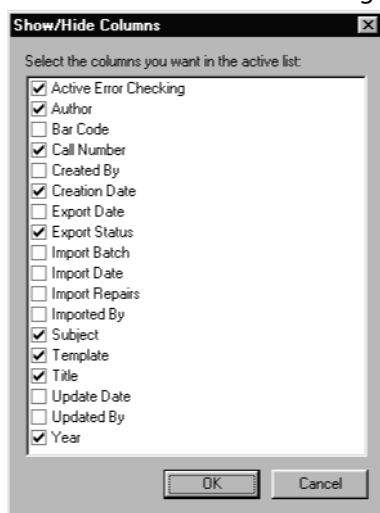 Show/Hide Columns
Select the columns you want in the active list:
Active Error Checking
Author
Bar Code
Call Number
Created By
Creation Date
Export Date
Export Status
Import Batch
Import Date
Import Repairs
Imported By
Subject
Template
Title
Update Date
Updated By
Year
OK Cancel